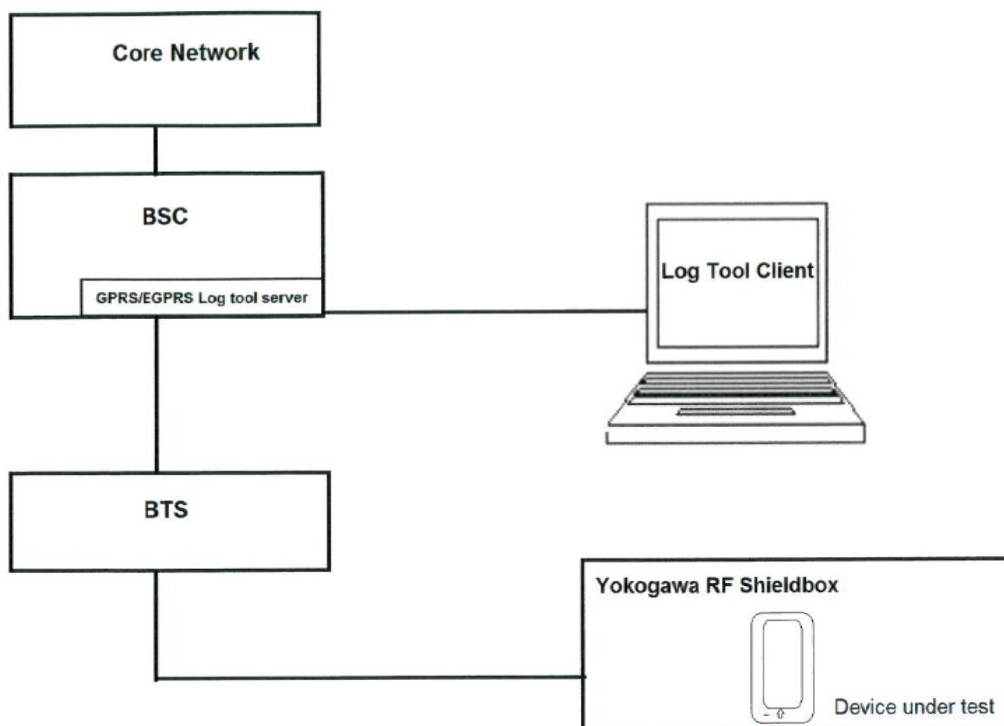 Core Network
BSC
GPRS/EGPRS Log tool server
Log Tool Client
BTS
Yokogawa RF Shieldbox
Device under test